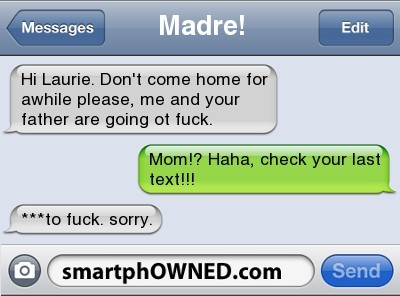 Messages
Madre!
Edit
Hi Laurie. Don't come home for
awhile please, me and your
father are going ot fuck.
Mom!? Haha, check your last
text!!!
***to fuck. sorry.
smartphOWNED.com
Send